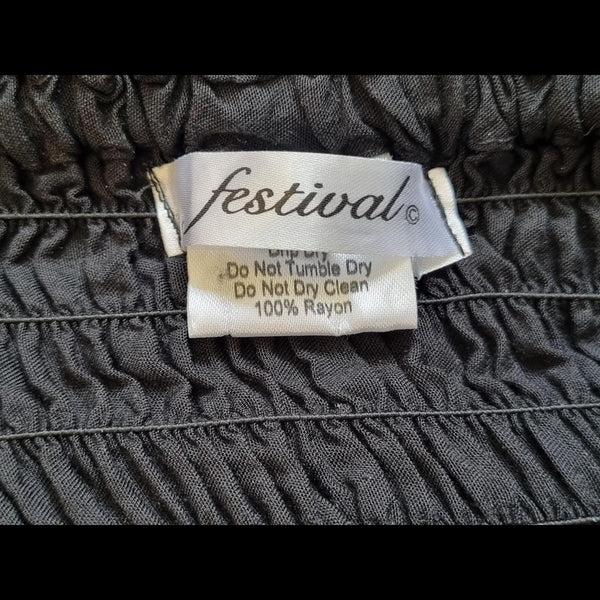 festival©
Drip Dry
Do Not Tumble Dry
Do Not Dry Clean
100% Rayon